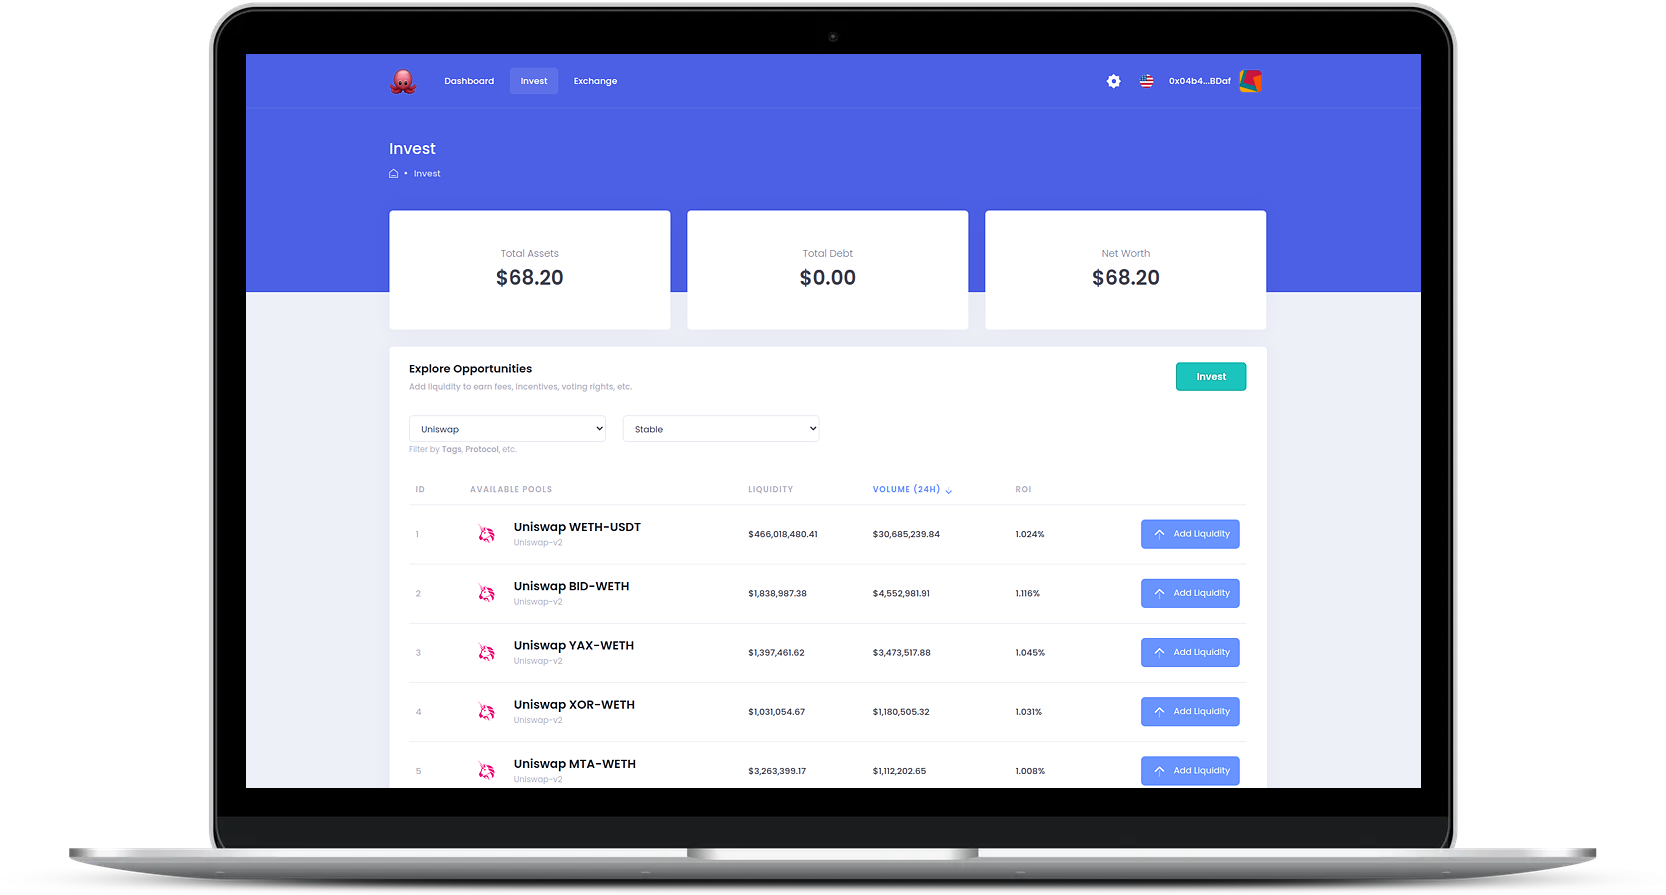 Dashboard Invest Exchange 0x04b4...BDaf
Invest
• Invest
Total Assets Total Debt Net Worth
$68.20 $0.00 $68.20
Explore Opportunities
Add liquidity to earn fees, incentives, voting rights, etc.
Invest
Uniswap Stable
Filter by Tags, Protocol, etc.
ID AVAILABLE POOLS LIQUIDITY VOLUME (24H) ROI
1 Uniswap WETH-USDT $466,018,480.41 $30,685,239.84 1.024% Add Liquidity
Uniswap-v2
2 Uniswap BID-WETH $1,838,987.38 $4,552,981.91 1.116% Add Liquidity
Uniswap-v2
3 Uniswap YAX-WETH $1,397,461.62 $3,473,517.88 1.045% Add Liquidity
Uniswap-v2
4 Uniswap XOR-WETH $1,031,054.67 $1,180,505.32 1.031% Add Liquidity
Uniswap-v2
5 Uniswap MTA-WETH $3,263,399.17 $1,112,202.65 1.008% Add Liquidity
Uniswap-v2